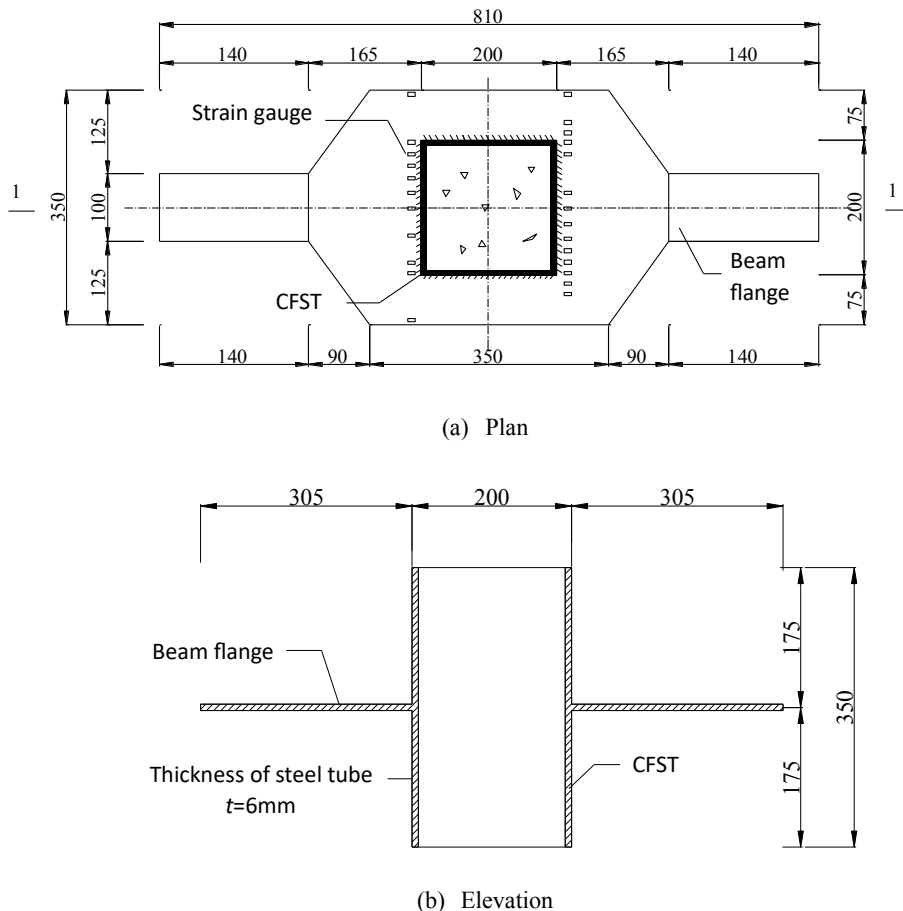 810
140 165 200 165 140
Strain gauge
125
100
125
350
1
1
75
200
75
Beam
flange
CFST
140 90 350 90 140
(a) Plan
305 200 305
Beam flange
175
175
350
Thickness of steel tube
t=6mm
CFST
(b) Elevation